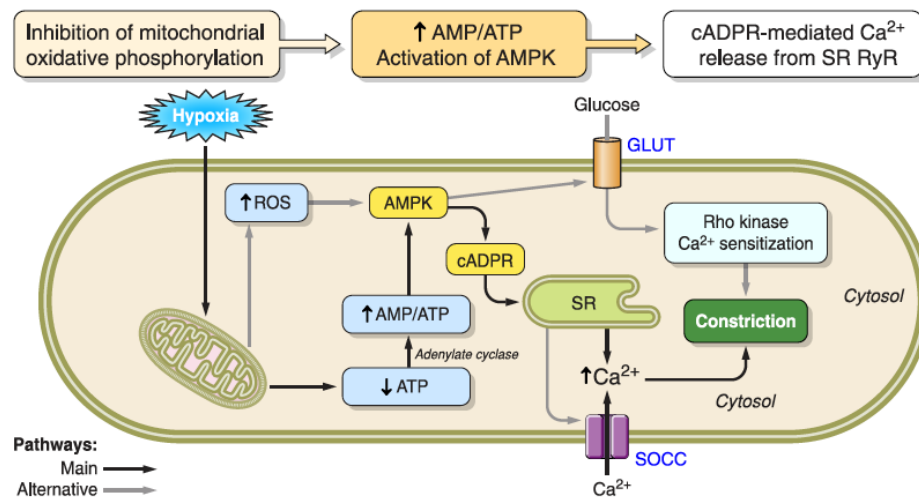 Inhibition of mitochondrial
oxidative phosphorylation
↑ AMP/ATP
Activation of AMPK
cADPR-mediated Ca²⁺
release from SR RyR
Hypoxia
Glucose
GLUT
↑ROS
AMPK
Rho kinase
Ca²⁺ sensitization
cADPR
SR
Cytosol
↑AMP/ATP
Constriction
Adenylate cyclase
↓ATP
↑Ca²⁺
Cytosol
Pathways:
Main
Alternative
SOCC
Ca²⁺